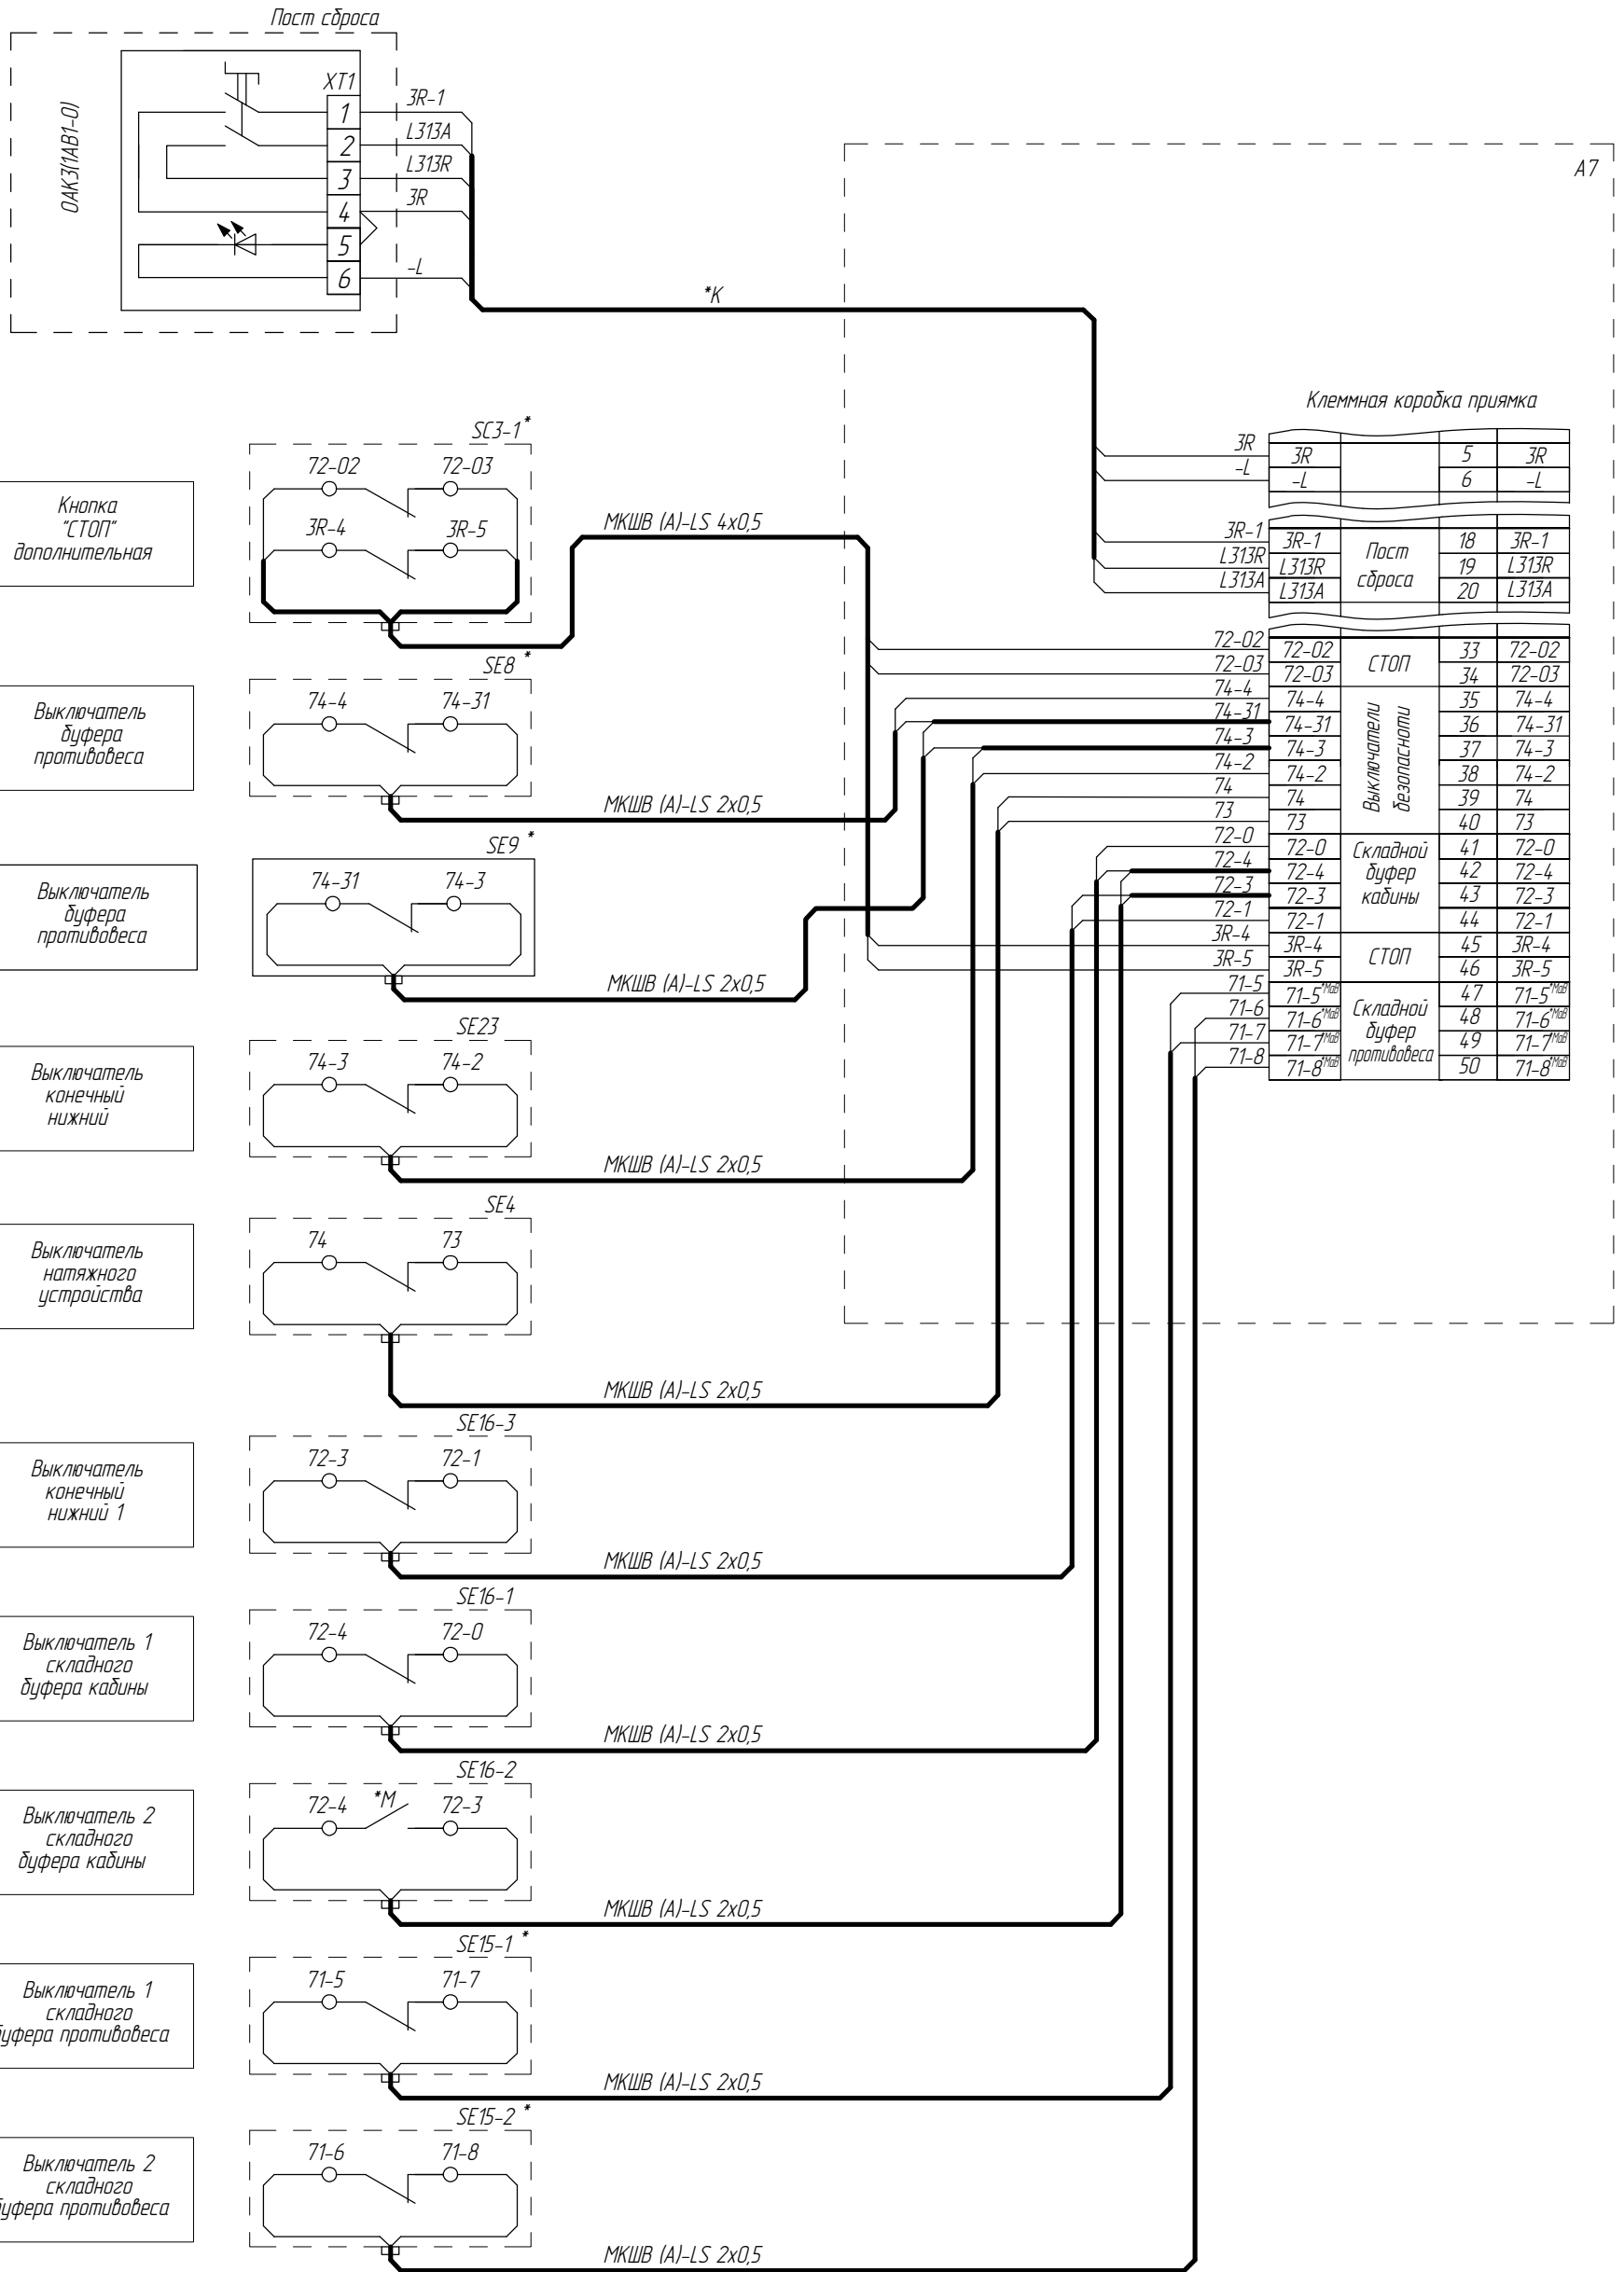 Пост сброса
ОАК3(1АВ1-0)
XT1
1
2
3
4
5
6
3R-1
L313A
L313R
3R
-L
*К
А7
Клеммная коробка приямка
3R 3R 5 3R
-L -L 6 -L
3R-1 3R-1 18 3R-1
L313R L313R 19 L313R
L313A L313A 20 L313A
Пост
сброса
72-02 72-02 33 72-02
72-03 72-03 34 72-03
СТОП
74-4 74-4 35 74-4
74-31 74-31 36 74-31
74-3 74-3 37 74-3
74-2 74-2 38 74-2
74 74 39 74
73 73 40 73
Выключатели
безопасности
72-0 72-0 41 72-0
72-4 72-4 42 72-4
72-3 72-3 43 72-3
72-1 72-1 44 72-1
Складной
буфер
кабины
3R-4 3R-4 45 3R-4
3R-5 3R-5 46 3R-5
СТОП
71-5 71-5*МаВ 47 71-5*МаВ
71-6 71-6*МаВ 48 71-6*МаВ
71-7 71-7*МаВ 49 71-7*МаВ
71-8 71-8*МаВ 50 71-8*МаВ
Складной
буфер
противовеса
Кнопка
"СТОП"
дополнительная
SC3-1*
72-02 72-03
3R-4 3R-5
МКШВ (А)-LS 4х0,5
Выключатель
буфера
противовеса
SE8 *
74-4 74-31
МКШВ (А)-LS 2х0,5
Выключатель
буфера
противовеса
SE9 *
74-31 74-3
МКШВ (А)-LS 2х0,5
Выключатель
конечный
нижний
SE23
74-3 74-2
МКШВ (А)-LS 2х0,5
Выключатель
натяжного
устройства
SE4
74 73
МКШВ (А)-LS 2х0,5
Выключатель
конечный
нижний 1
SE16-3
72-3 72-1
МКШВ (А)-LS 2х0,5
Выключатель 1
складного
буфера кабины
SE16-1
72-4 72-0
МКШВ (А)-LS 2х0,5
Выключатель 2
складного
буфера кабины
SE16-2
72-4 *М 72-3
МКШВ (А)-LS 2х0,5
Выключатель 1
складного
буфера противовеса
SE15-1 *
71-5 71-7
МКШВ (А)-LS 2х0,5
Выключатель 2
складного
буфера противовеса
SE15-2 *
71-6 71-8
МКШВ (А)-LS 2х0,5